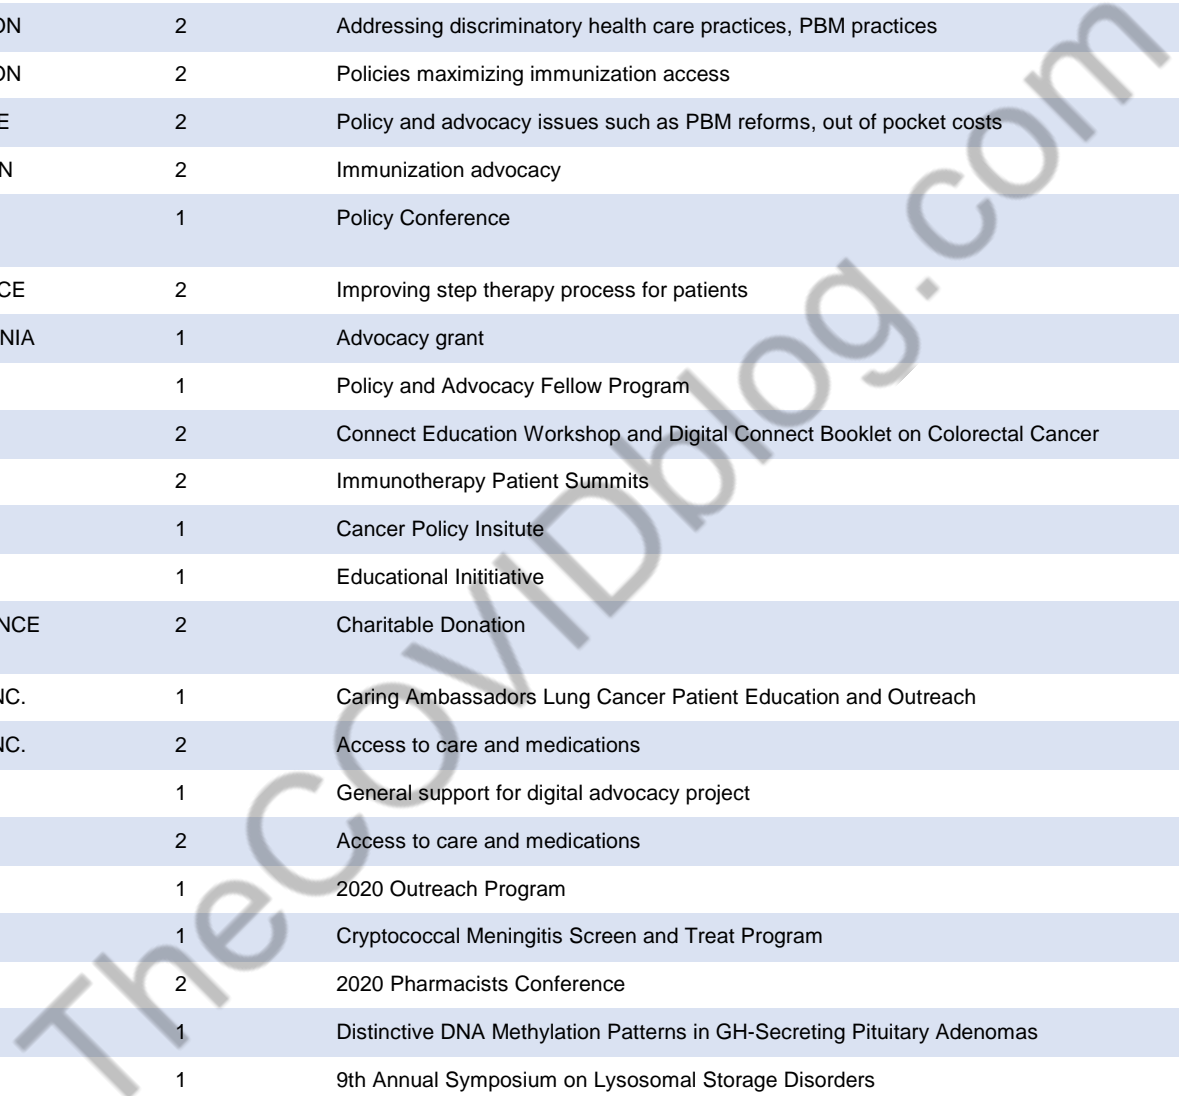 ON 2 Addressing discriminatory health care practices, PBM practices
ON 2 Policies maximizing immunization access
E 2 Policy and advocacy issues such as PBM reforms, out of pocket costs
N 2 Immunization advocacy
1 Policy Conference
CE 2 Improving step therapy process for patients
NIA 1 Advocacy grant
1 Policy and Advocacy Fellow Program
2 Connect Education Workshop and Digital Connect Booklet on Colorectal Cancer
2 Immunotherapy Patient Summits
1 Cancer Policy Insitute
1 Educational Inititiative
NCE 2 Charitable Donation
NC. 1 Caring Ambassadors Lung Cancer Patient Education and Outreach
NC. 2 Access to care and medications
1 General support for digital advocacy project
2 Access to care and medications
1 2020 Outreach Program
1 Cryptococcal Meningitis Screen and Treat Program
2 2020 Pharmacists Conference
1 Distinctive DNA Methylation Patterns in GH-Secreting Pituitary Adenomas
1 9th Annual Symposium on Lysosomal Storage Disorders
TheCOVIDblog.com